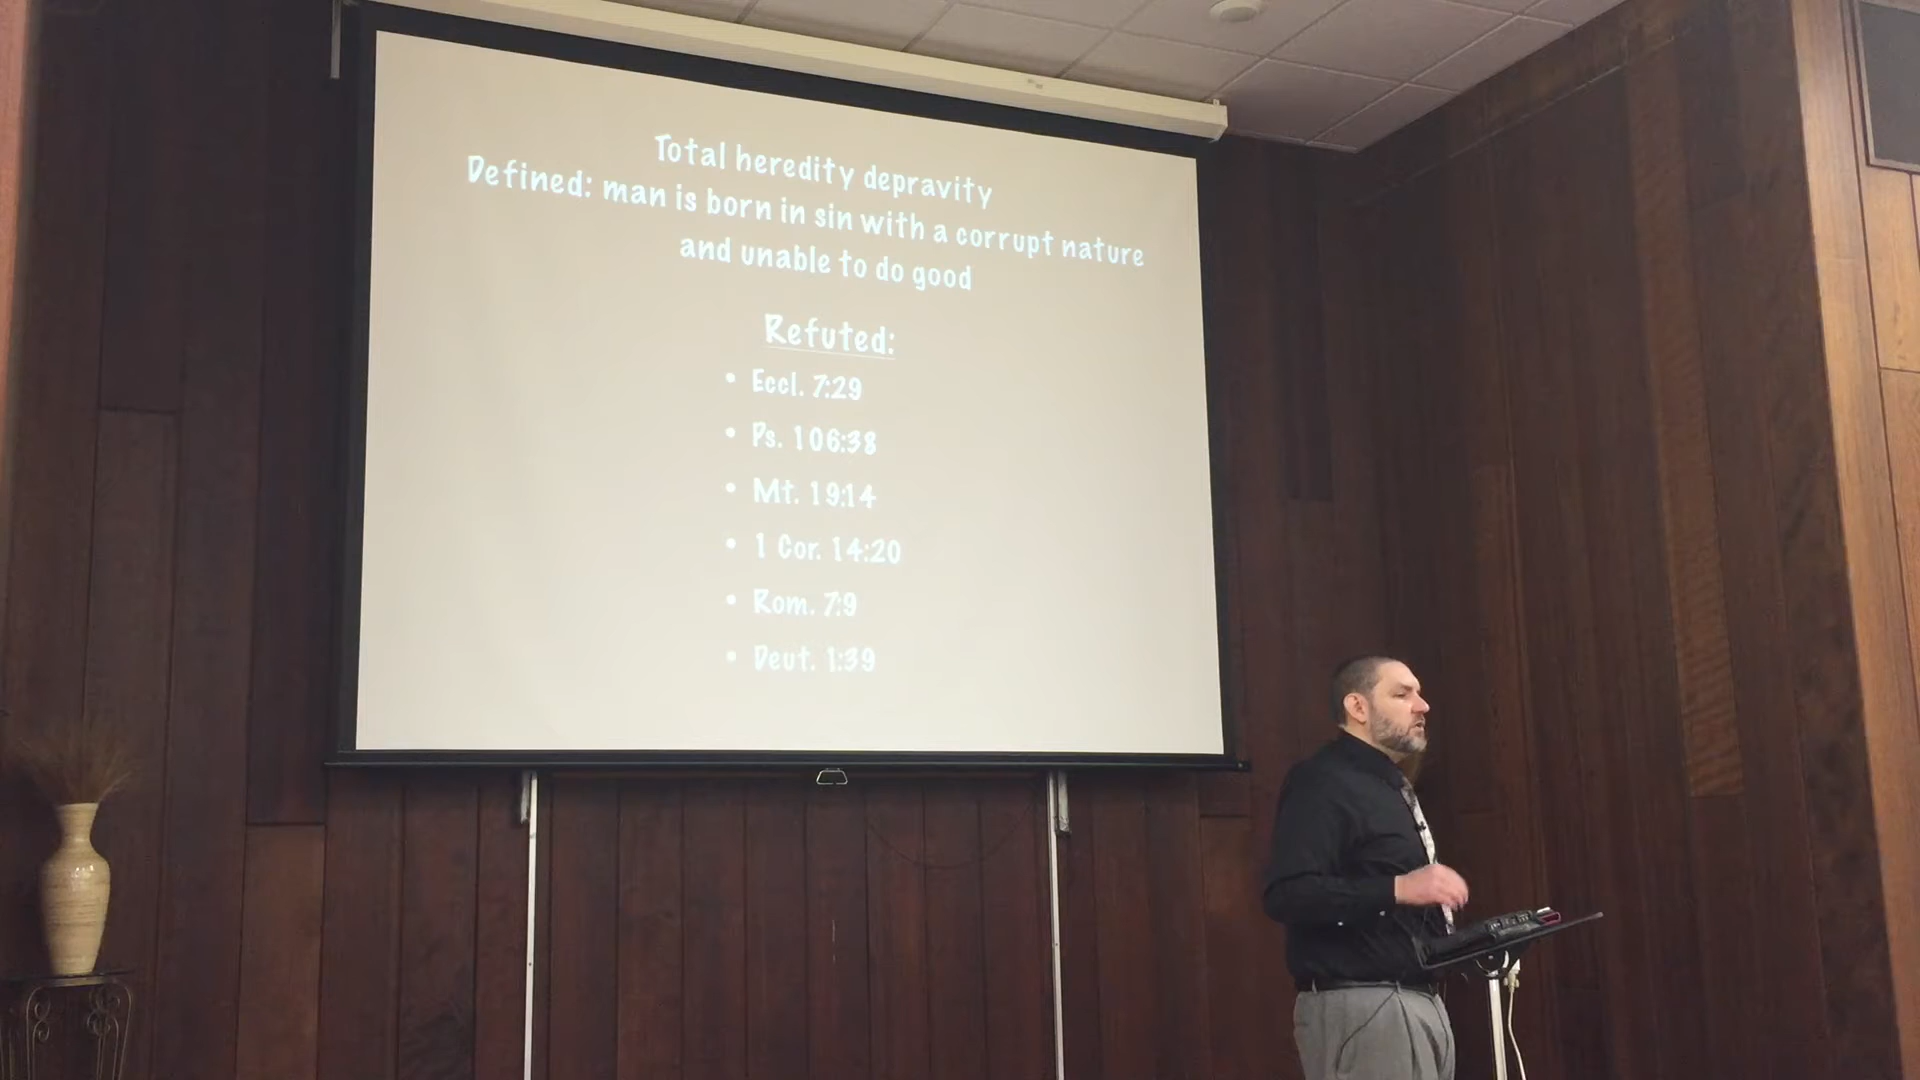 Total heredity depravity
Defined: man is born in sin with a corrupt nature
and unable to do good
Refuted:
• Eccl. 7:29
• Ps. 106:38
• Mt. 19:14
• 1 Cor. 14:20
• Rom. 7:9
• Deut. 1:39